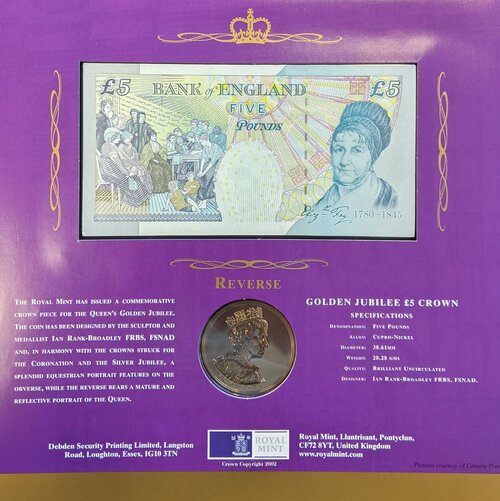 £5
BANK of ENGLAND
FIVE
POUNDS
£5
1780 - 1845
REVERSE
THE ROYAL MINT HAS ISSUED A COMMEMORATIVE
CROWN PIECE FOR THE QUEEN'S GOLDEN JUBILEE.
THE COIN HAS BEEN DESIGNED BY THE SCULPTOR AND
MEDALLIST IAN RANK-BROADLEY FRBS, FSNAD
AND, IN HARMONY WITH THE CROWNS STRUCK FOR
THE CORONATION AND THE SILVER JUBILEE, A
SPLENDID EQUESTRIAN PORTRAIT FEATURES ON THE
OBVERSE, WHILE THE REVERSE BEARS A MATURE AND
REFLECTIVE PORTRAIT OF THE QUEEN.
GOLDEN JUBILEE £5 CROWN
SPECIFICATIONS
DENOMINATION: FIVE POUNDS
ALLOY: CUPRO-NICKEL
DIAMETER: 38.61MM
WEIGHT: 28.28 GMS
QUALITY: BRILLIANT UNCIRCULATED
DESIGNER: IAN RANK-BROADLEY FRBS, FSNAD.
Debden Security Printing Limited, Langston
Road, Loughton, Essex, IG10 3TN
ROYAL
MINT
Crown Copyright 2002
Royal Mint, Llantrisant, Pontyclun,
CF72 8YT, United Kingdom
www.royalmint.com
Pictures courtesy of Camera Press